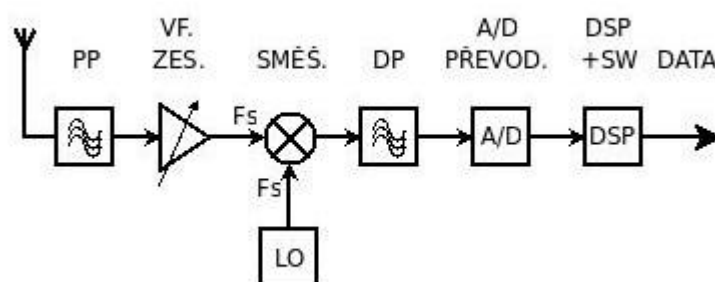 VF. A/D DSP
PP ZES. SMĚŠ. DP PŘEVOD. +SW DATA
Fs
A/D DSP
Fs
LO